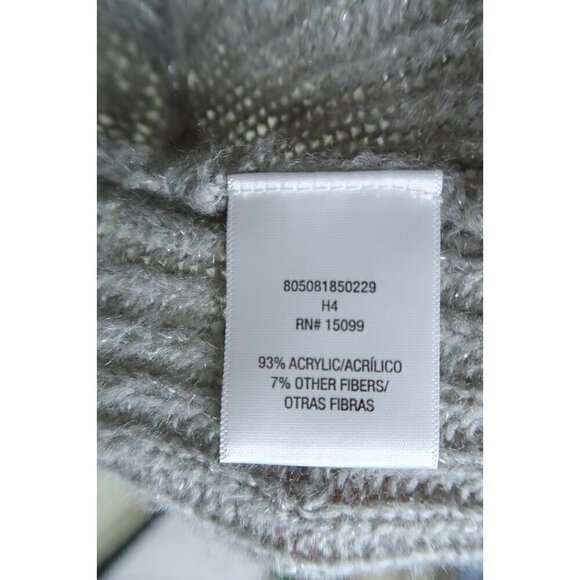 805081850229
H4
RN# 15099
93% ACRYLIC/ACRÍLICO
7% OTHER FIBERS/
OTRAS FIBRAS